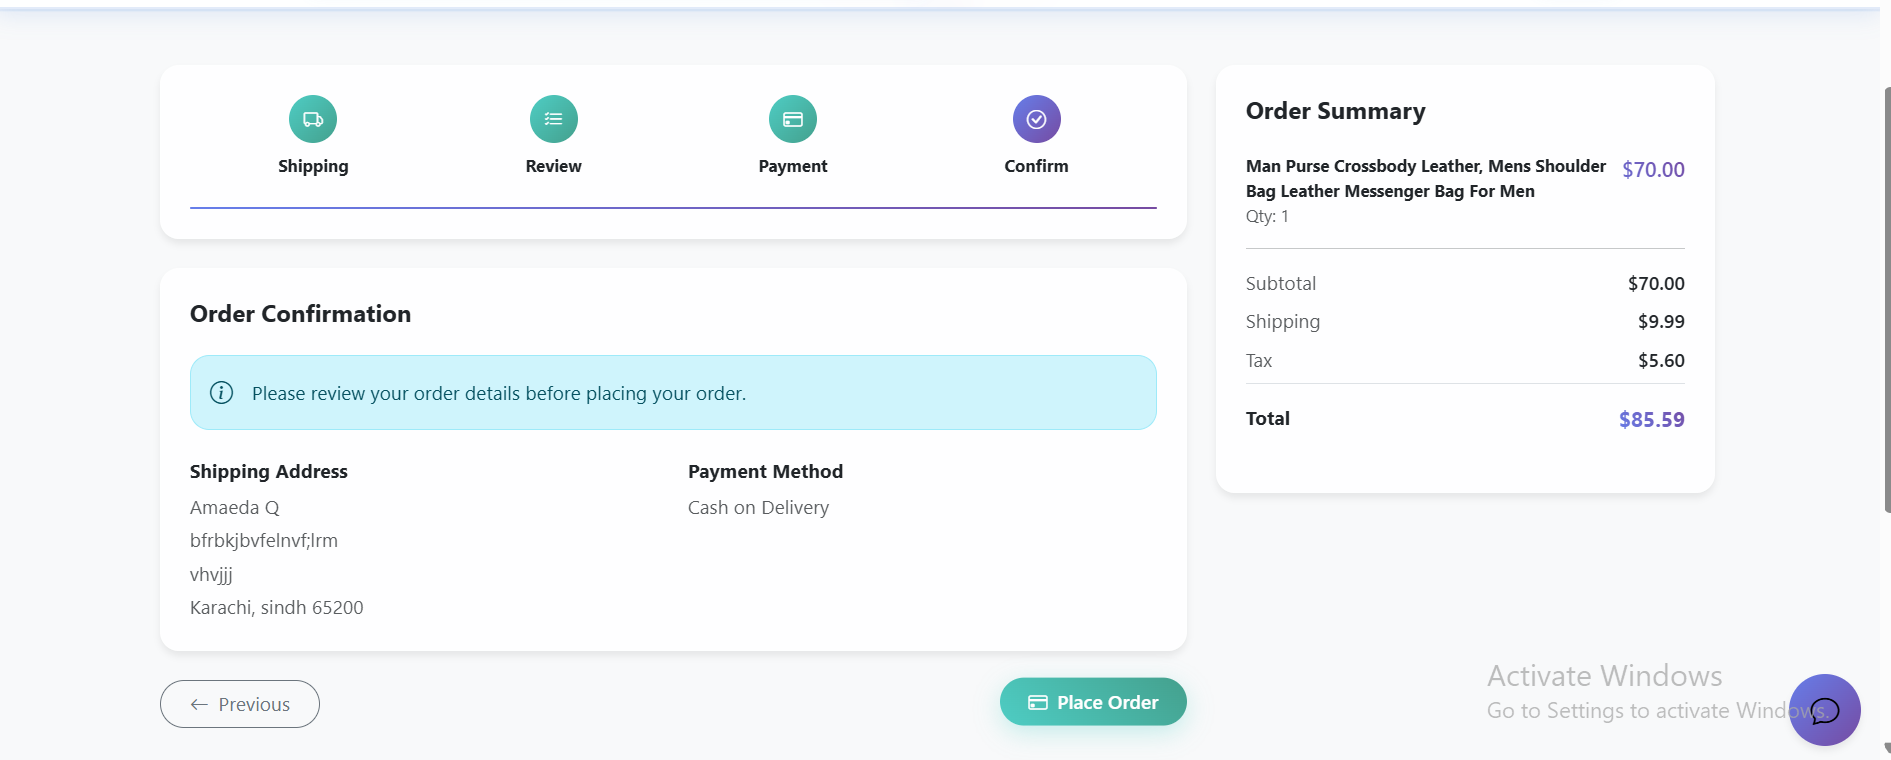 Shipping
Review
Payment
Confirm
Order Confirmation
Please review your order details before placing your order.
Shipping Address
Amaeda Q
bfrbkjbvfelnvf;lrm
vhvjjj
Karachi, sindh 65200
Payment Method
Cash on Delivery
← Previous
Place Order
Order Summary
Man Purse Crossbody Leather, Mens Shoulder $70.00
Bag Leather Messenger Bag For Men
Qty: 1
Subtotal $70.00
Shipping $9.99
Tax $5.60
Total $85.59
Activate Windows
Go to Settings to activate Windows.